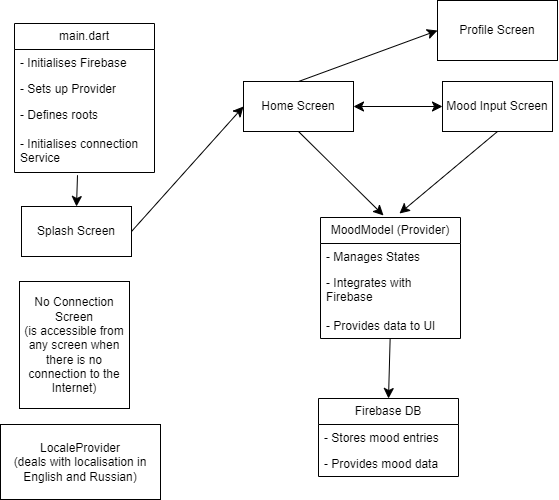 main.dart
- Initialises Firebase
- Sets up Provider
- Defines roots
- Initialises connection
Service
Splash Screen
No Connection
Screen
(is accessible from
any screen when
there is no
connection to the
Internet)
LocaleProvider
(deals with localisation in
English and Russian)
Home Screen
Profile Screen
Mood Input Screen
MoodModel (Provider)
- Manages States
- Integrates with
Firebase
- Provides data to UI
Firebase DB
- Stores mood entries
- Provides mood data